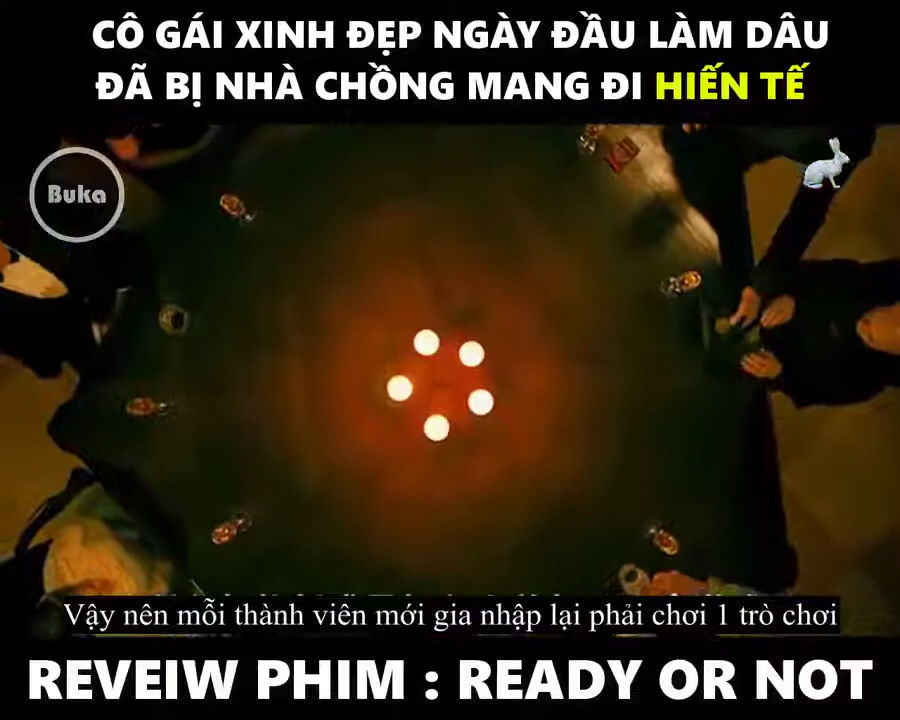 CÔ GÁI XINH ĐẸP NGÀY ĐẦU LÀM DÂU
ĐÃ BỊ NHÀ CHỒNG MANG ĐI HIẾN TẾ
Buka
Vậy nên mỗi thành viên mới gia nhập lại phải chơi 1 trò chơi
REVEIW PHIM : READY OR NOT